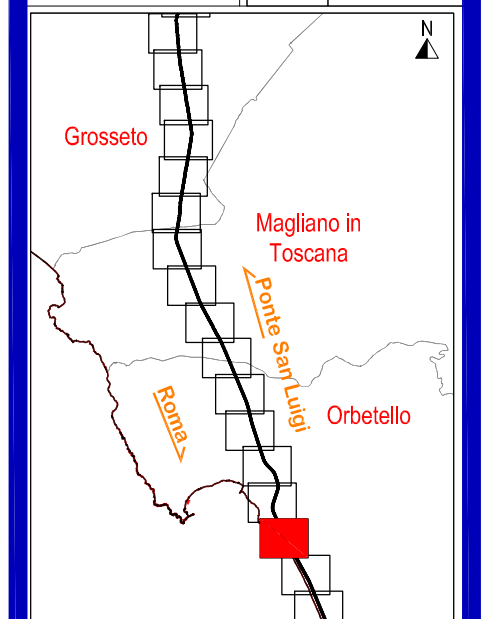 N
Grosseto
Magliano in
Toscana
Ponte San Luigi
Roma
Orbetello